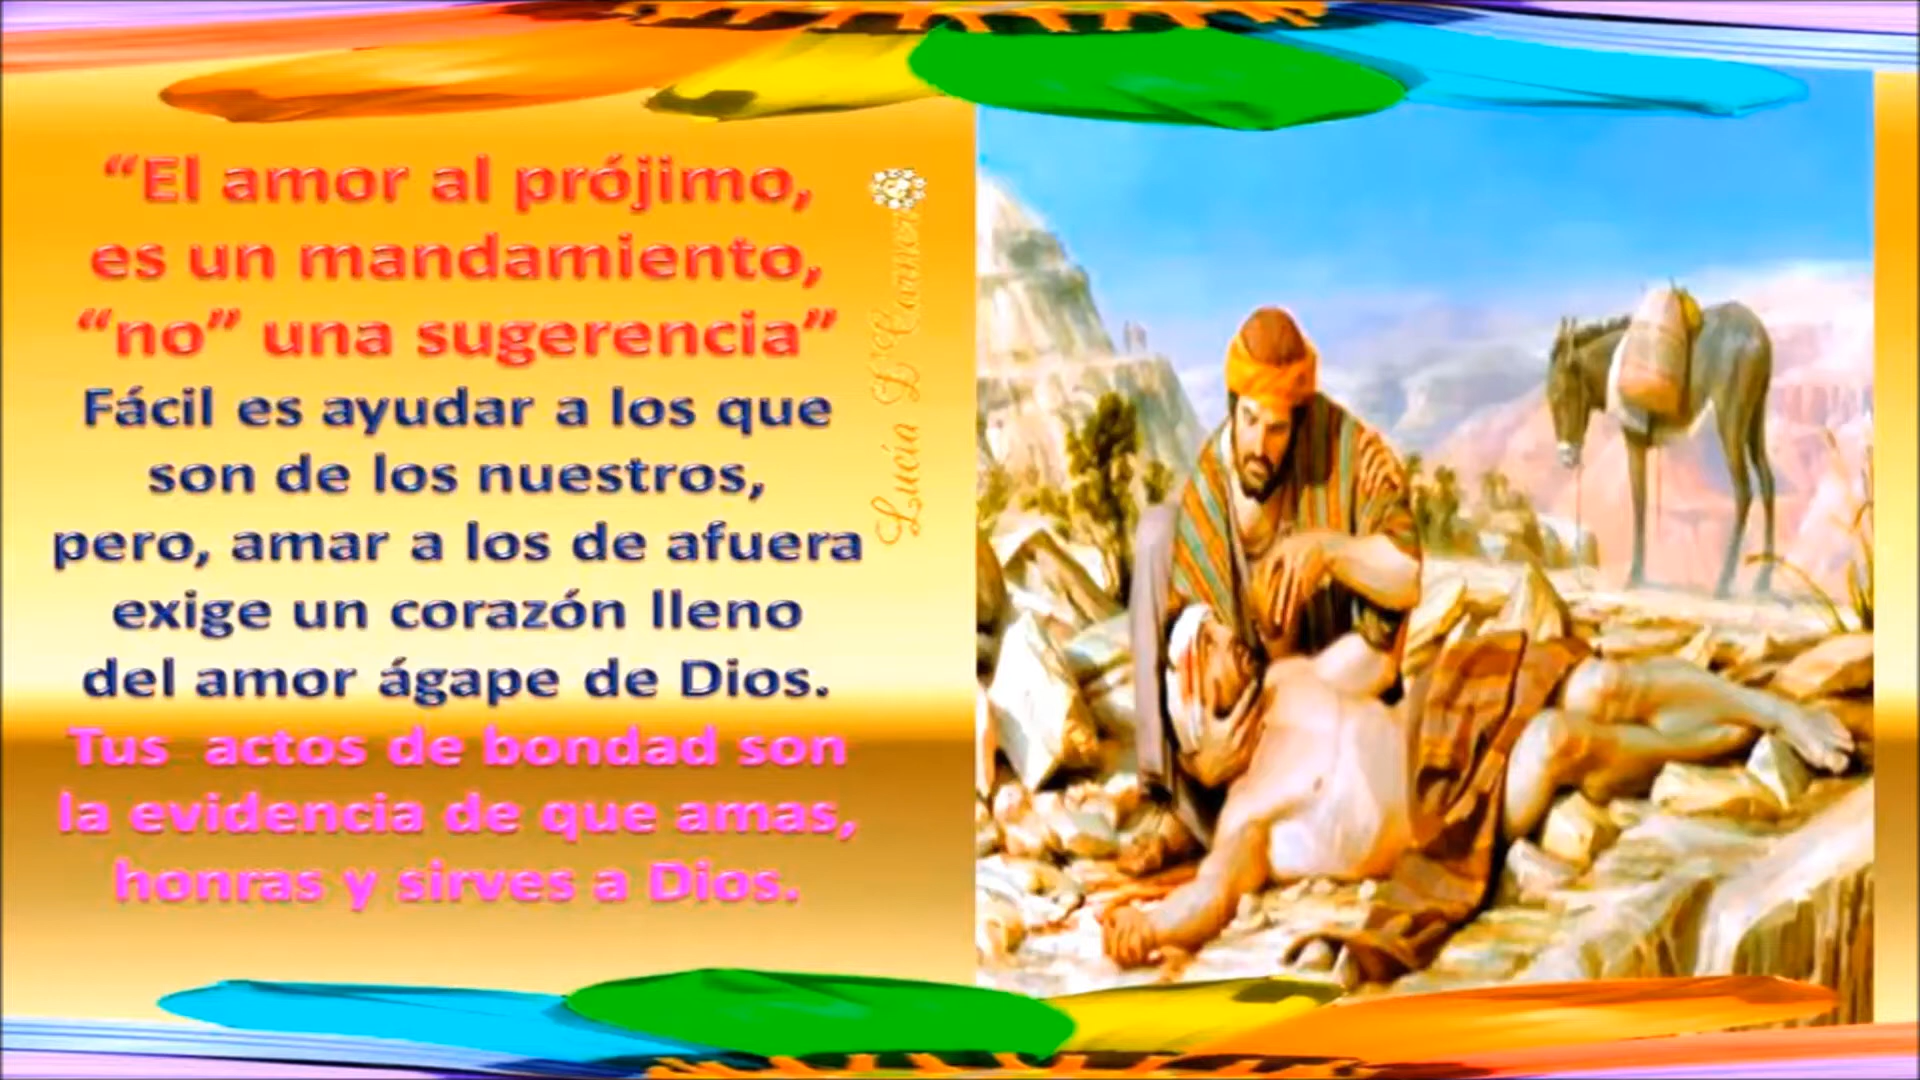 “El amor al prójimo,
es un mandamiento,
“no” una sugerencia”
Fácil es ayudar a los que
son de los nuestros,
pero, amar a los de afuera
exige un corazón lleno
del amor ágape de Dios.
Tus actos de bondad son
la evidencia de que amas,
honras y sirves a Dios.
Lucía